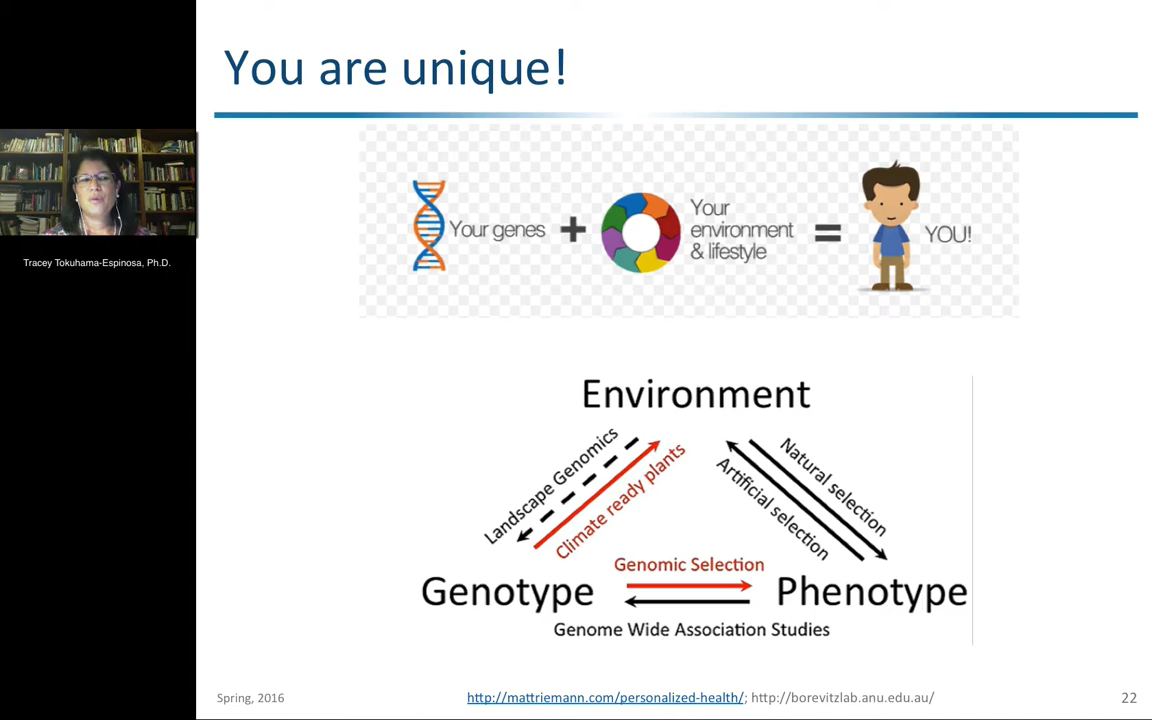 You are unique!
Your genes
+
Your
environment
& lifestyle
=
YOU!
Tracey Tokuhama-Espinosa, Ph.D.
Environment
Landscape Genomics
Climate ready plants
Artificial selection
Natural selection
Genomic Selection
Genotype
Phenotype
Genome Wide Association Studies
Spring, 2016
http://mattriemann.com/personalized-health/; http://borevitzlab.anu.edu.au/
22